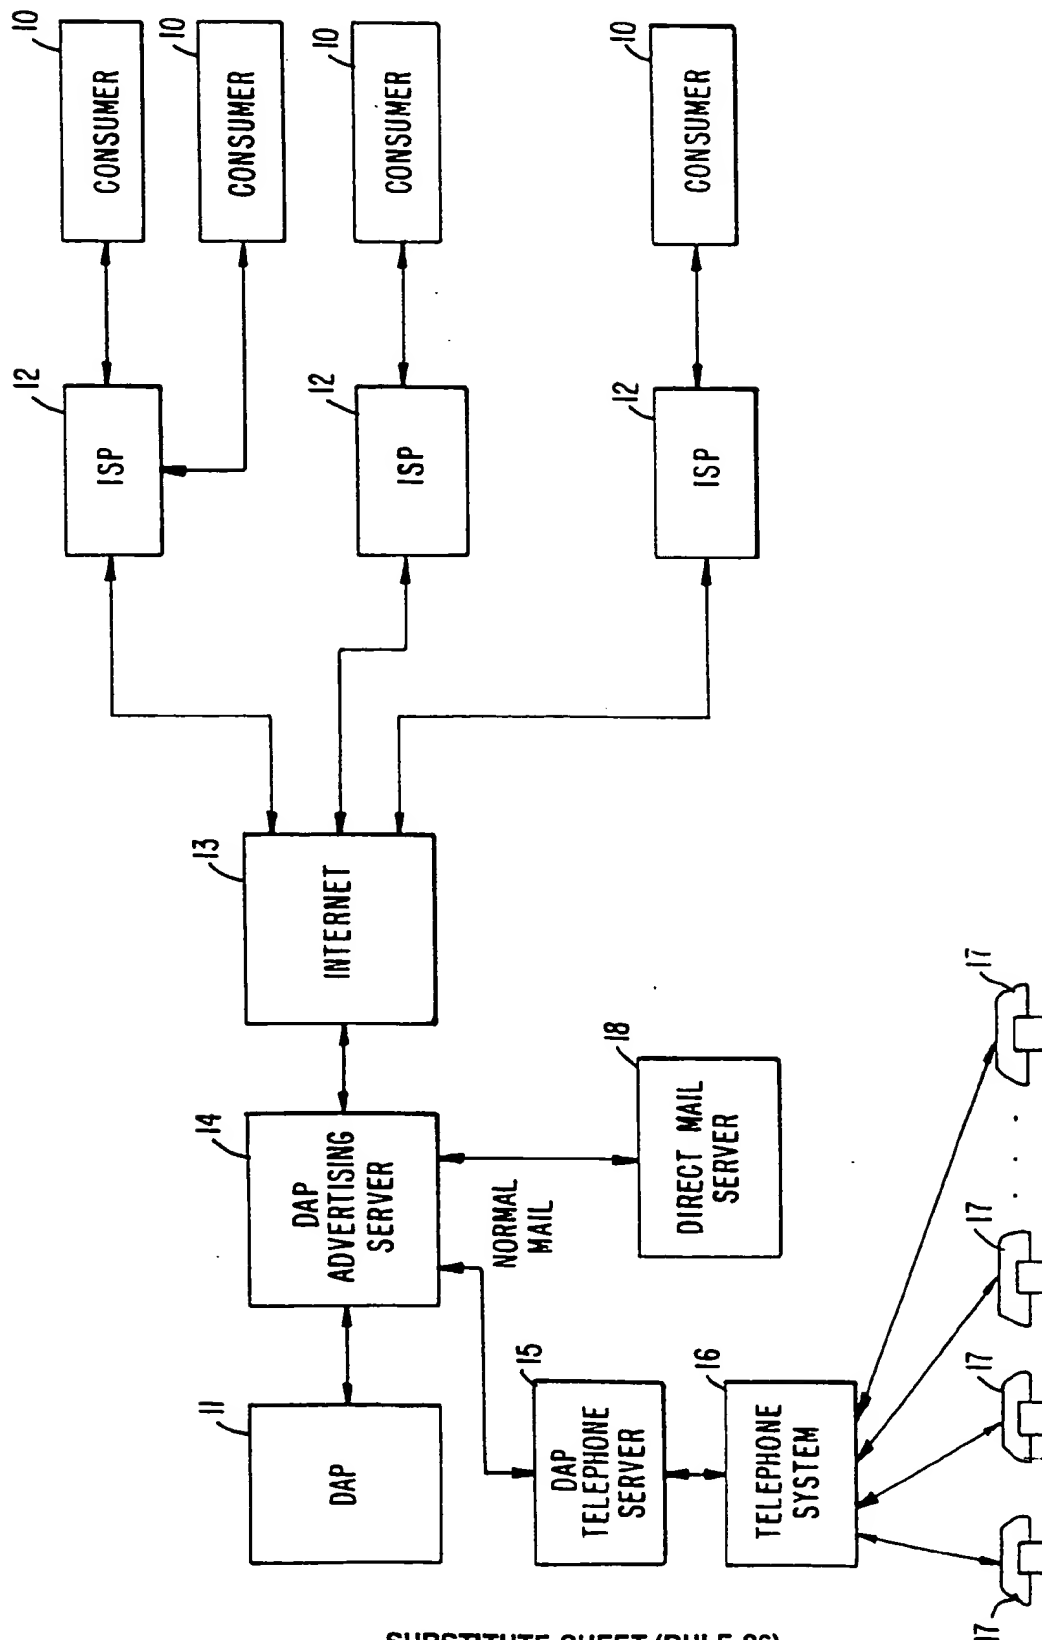 10
CONSUMER
10
CONSUMER
10
CONSUMER
10
CONSUMER
12
ISP
12
ISP
12
ISP
13
INTERNET
14
DAP
ADVERTISING
SERVER
11
DAP
NORMAL
MAIL
18
DIRECT MAIL
SERVER
15
DAP
TELEPHONE
SERVER
16
TELEPHONE
SYSTEM
17
17
17
17
SUBSTITUTE SHEET (RULE 26)